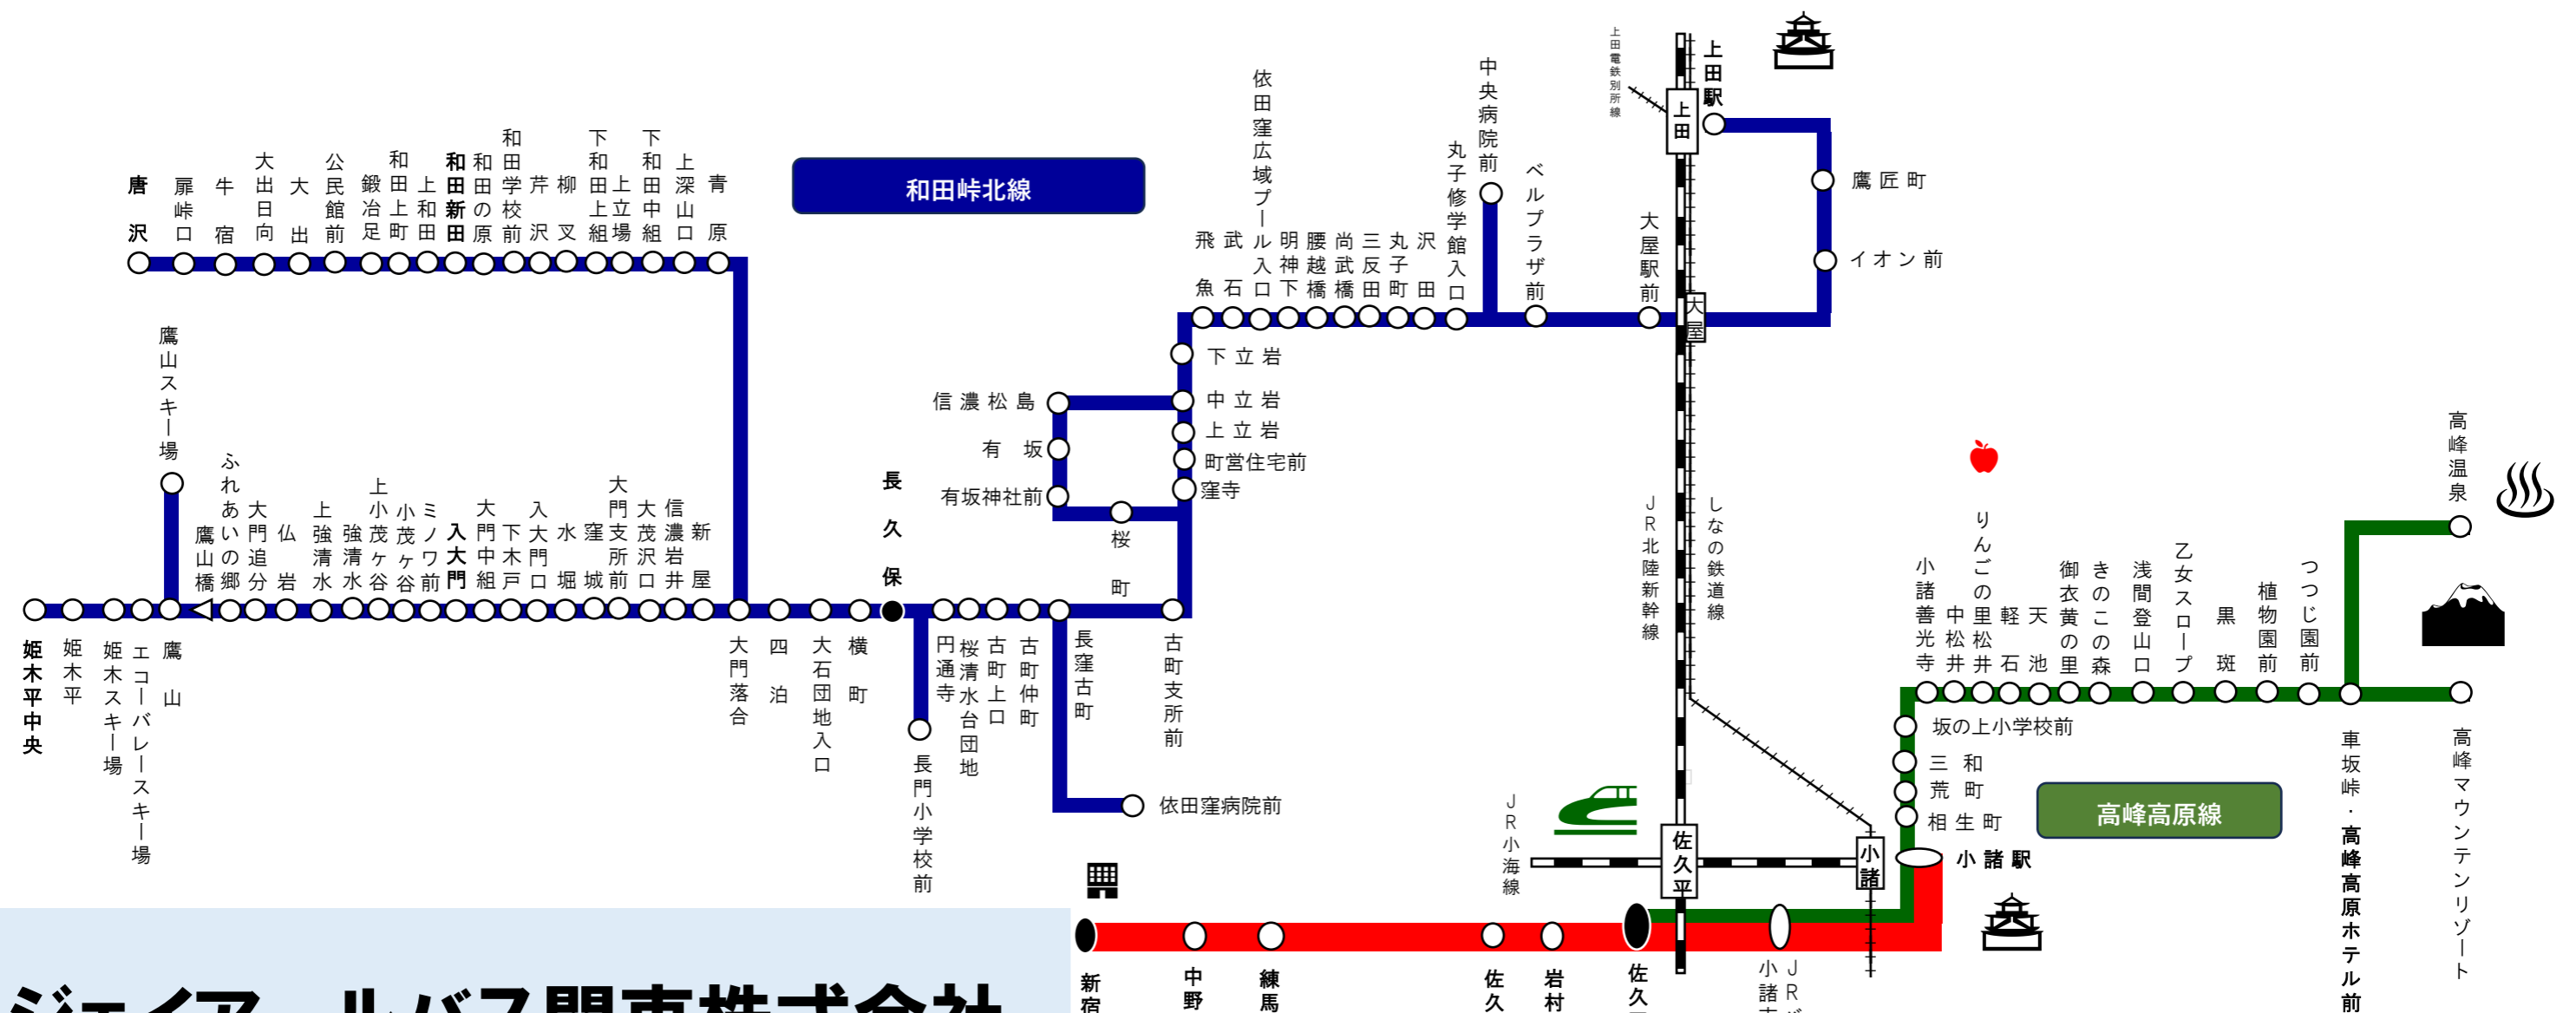 和田峠北線
唐沢
扉峠口
牛宿
大出日向
大出
公民館前
鍛冶足
和田上町
上和田
和田新田
和田の原
和田学校前
芹沢
柳又
下和田上組
上立場
下和田中組
上深山口
青原
鷹山スキー場
鷹山橋
ふれあいの郷
大門追分
仏岩
上強清水
強清水
上小茂ヶ谷
小茂ヶ谷
ミノワ前
入大門
大門中組
下木戸
入大門口
水堀
窪城
大門支所前
大茂沢口
信濃岩井
新屋
姫木平中央
姫木平
姫木スキー場
エコーバレースキー場
鷹山
大門落合
四泊
大石団地入口
横町
長久保
長門小学校前
円通寺
桜清水台団地
古町上口
古町仲町
長窪古町
依田窪病院前
古町支所前
信濃松島
有坂
有坂神社前
桜町
下立岩
中立岩
上立岩
町営住宅前
窪寺
飛魚
武石
依田窪広域プール入口
明神下
腰越橋
尚武橋
三反田
丸子町
沢田
丸子修学館入口
中央病院前
ベルプラザ前
大屋駅前
上田電鉄別所線
上田
上田駅
大屋
鷹匠町
イオン前
JR北陸新幹線
しなの鉄道線
JR小海線
佐久平
小諸
小諸駅
高峰高原線
相生町
荒町
三和
坂の上小学校前
小諸善光寺
中松井
りんごの里松井
軽石
天池
御衣黄の里
きのこの森
浅間登山口
乙女スロープ
黒斑
植物園前
つつじ園前
車坂峠・高峰高原ホテル前
高峰温泉
高峰マウンテンリゾート
新宿
中野
練馬
佐久
岩村
佐久
小諸
JR
ジェイアールバス関東株式会社